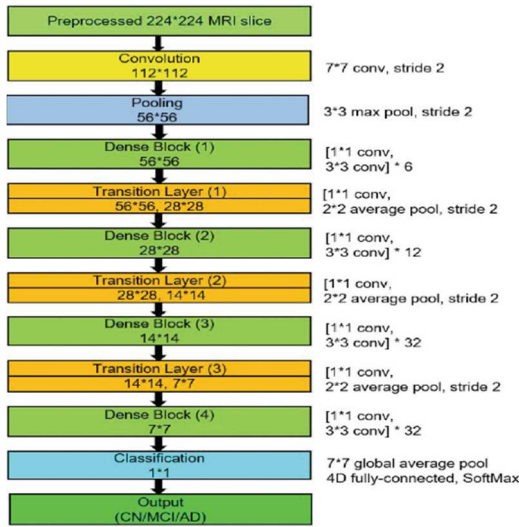 Preprocessed 224*224 MRI slice
Convolution
112*112
7*7 conv, stride 2
Pooling
56*56
3*3 max pool, stride 2
Dense Block (1)
56*56
[1*1 conv,
3*3 conv] * 6
Transition Layer (1)
56*56, 28*28
[1*1 conv,
2*2 average pool, stride 2
Dense Block (2)
28*28
[1*1 conv,
3*3 conv] * 12
Transition Layer (2)
28*28, 14*14
[1*1 conv,
2*2 average pool, stride 2
Dense Block (3)
14*14
[1*1 conv,
3*3 conv] * 32
Transition Layer (3)
14*14, 7*7
[1*1 conv,
2*2 average pool, stride 2
Dense Block (4)
7*7
[1*1 conv,
3*3 conv] * 32
Classification
1*1
7*7 global average pool
4D fully-connected, SoftMax
Output
(CN/MCI/AD)